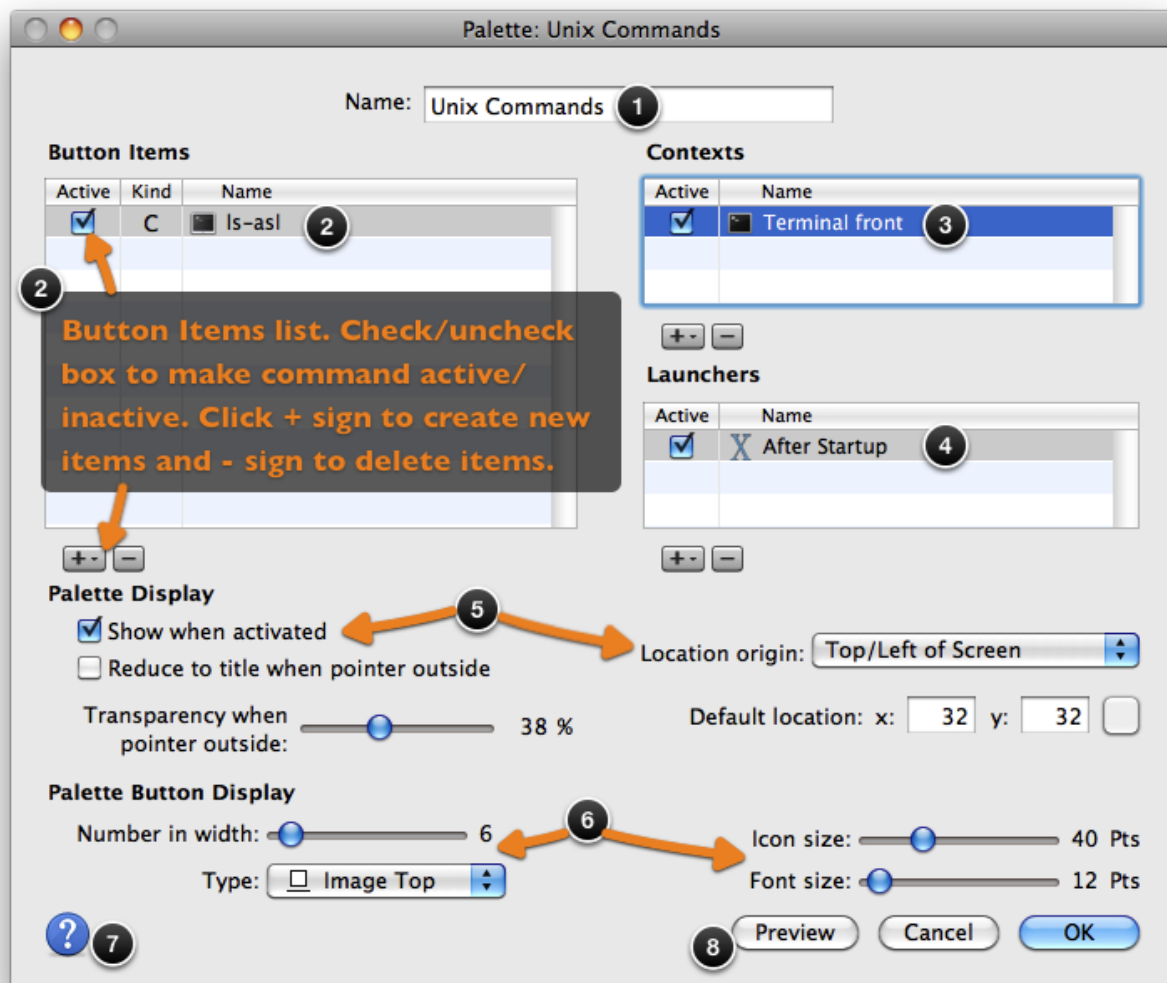 Palette: Unix Commands
Name: Unix Commands 1
Button Items
Active Kind Name
C ls-asl 2
2
Button Items list. Check/uncheck
box to make command active/
inactive. Click + sign to create new
items and - sign to delete items.
+ −
Contexts
Active Name
Terminal front 3
+ −
Launchers
Active Name
After Startup 4
+ −
Palette Display
5
Show when activated
Reduce to title when pointer outside
Transparency when
pointer outside: 38 %
Location origin: Top/Left of Screen
Default location: x: 32 y: 32
Palette Button Display
6
Number in width: 6
Type: Image Top
Icon size: 40 Pts
Font size: 12 Pts
? 7
8 Preview Cancel OK